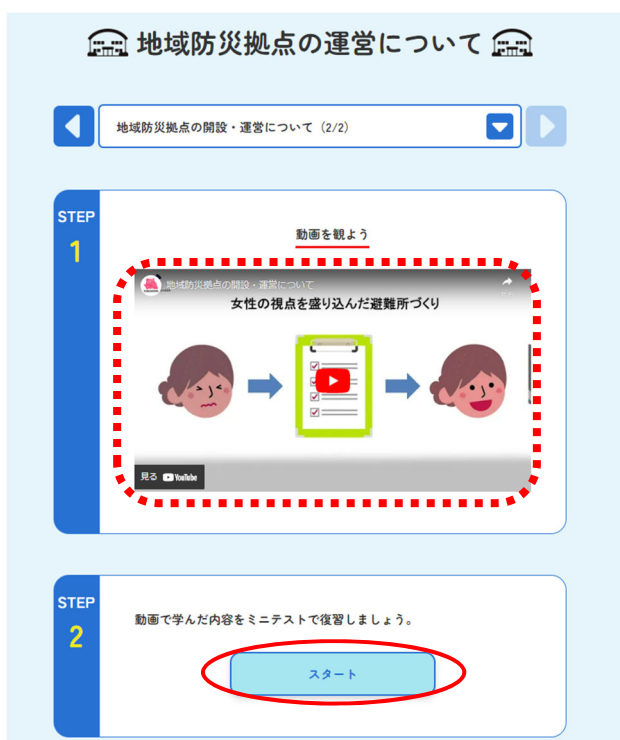 地域防災拠点の運営について
地域防災拠点の開設・運営について（2/2）
STEP
1
動画を観よう
地域防災拠点の開設・運営について
女性の視点を盛り込んだ避難所づくり
見る YouTube
STEP
2
動画で学んだ内容をミニテストで復習しましょう。
スタート